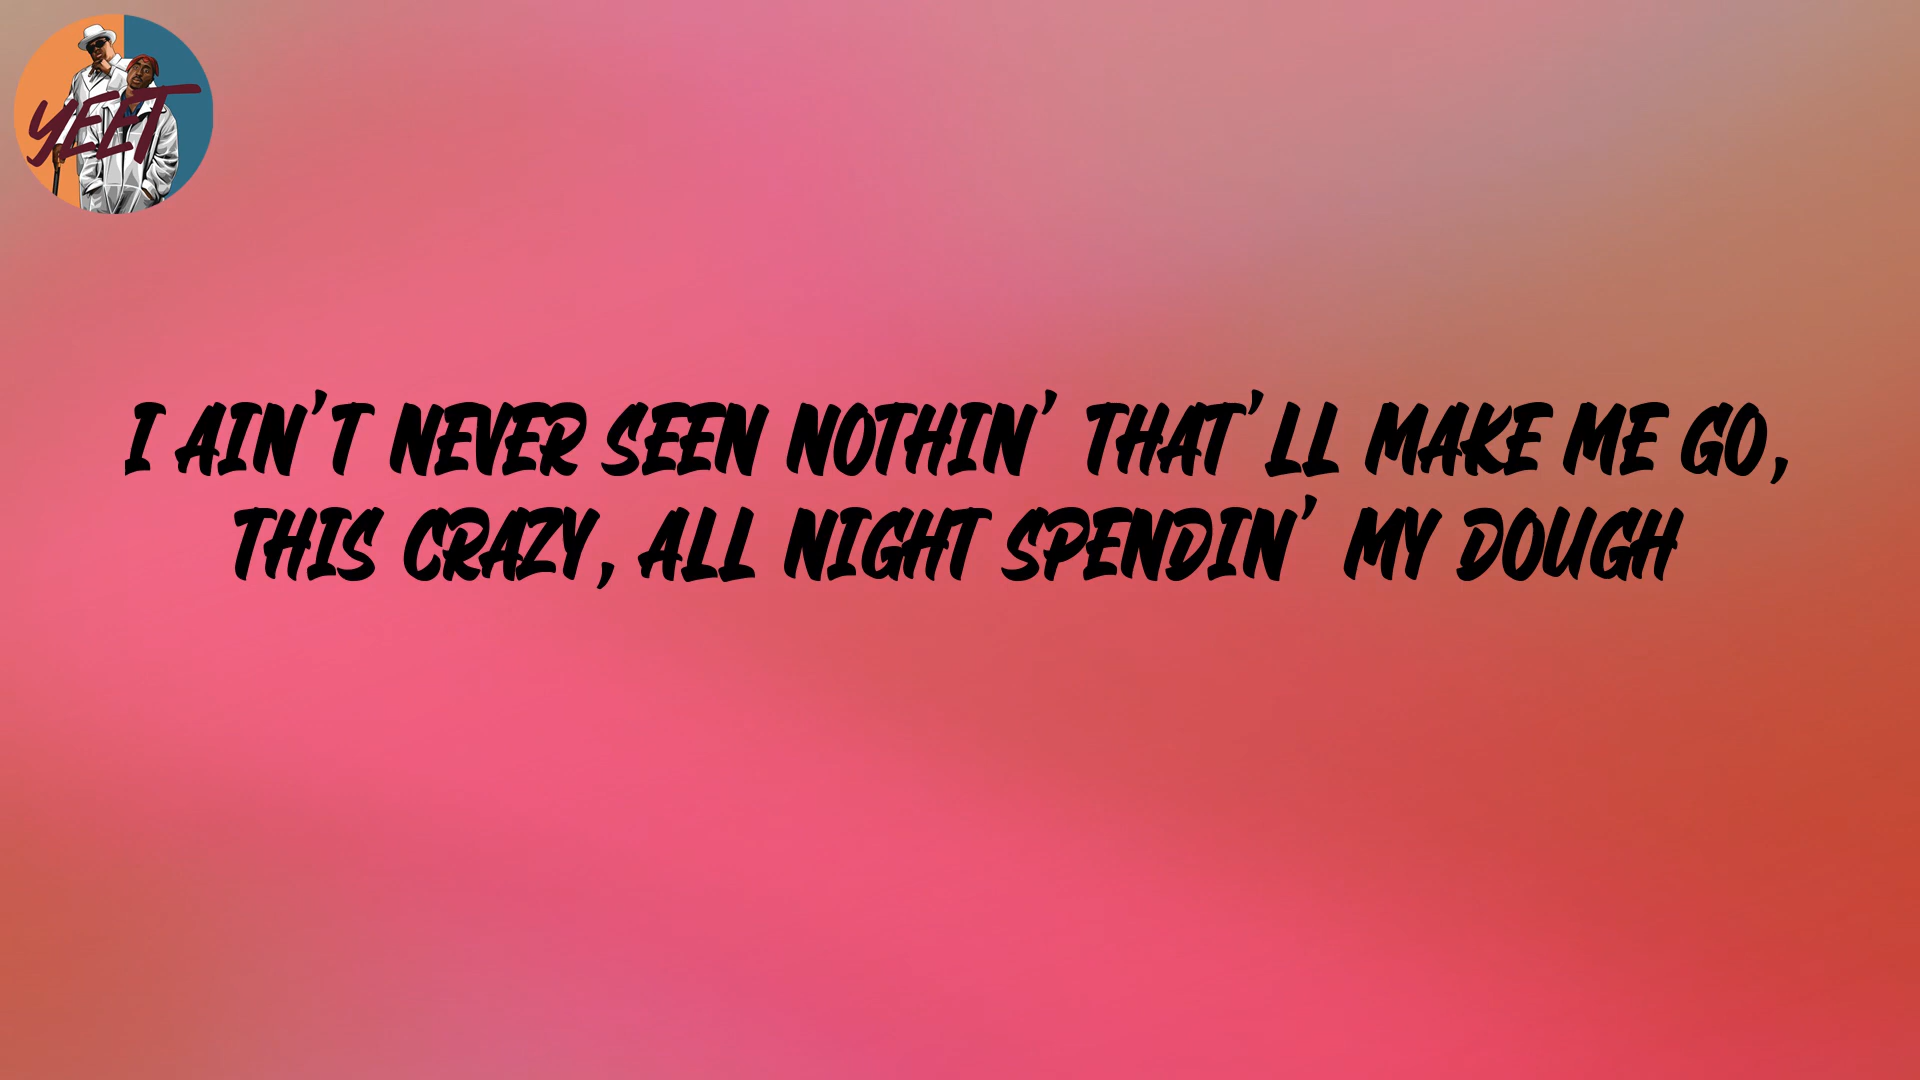 YEET
I AIN'T NEVER SEEN NOTHIN' THAT'LL MAKE ME GO,
THIS CRAZY, ALL NIGHT SPENDIN' MY DOUGH